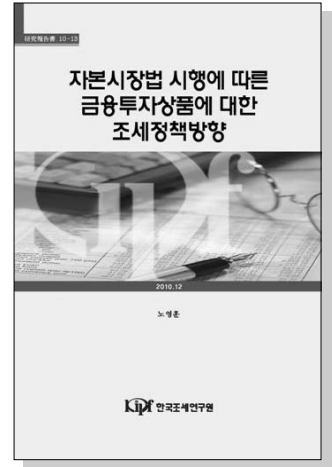 研究報告書 10-13
자본시장법 시행에 따른
금융투자상품에 대한
조세정책방향
kipf
2010.12
노영훈
kipf 한국조세연구원